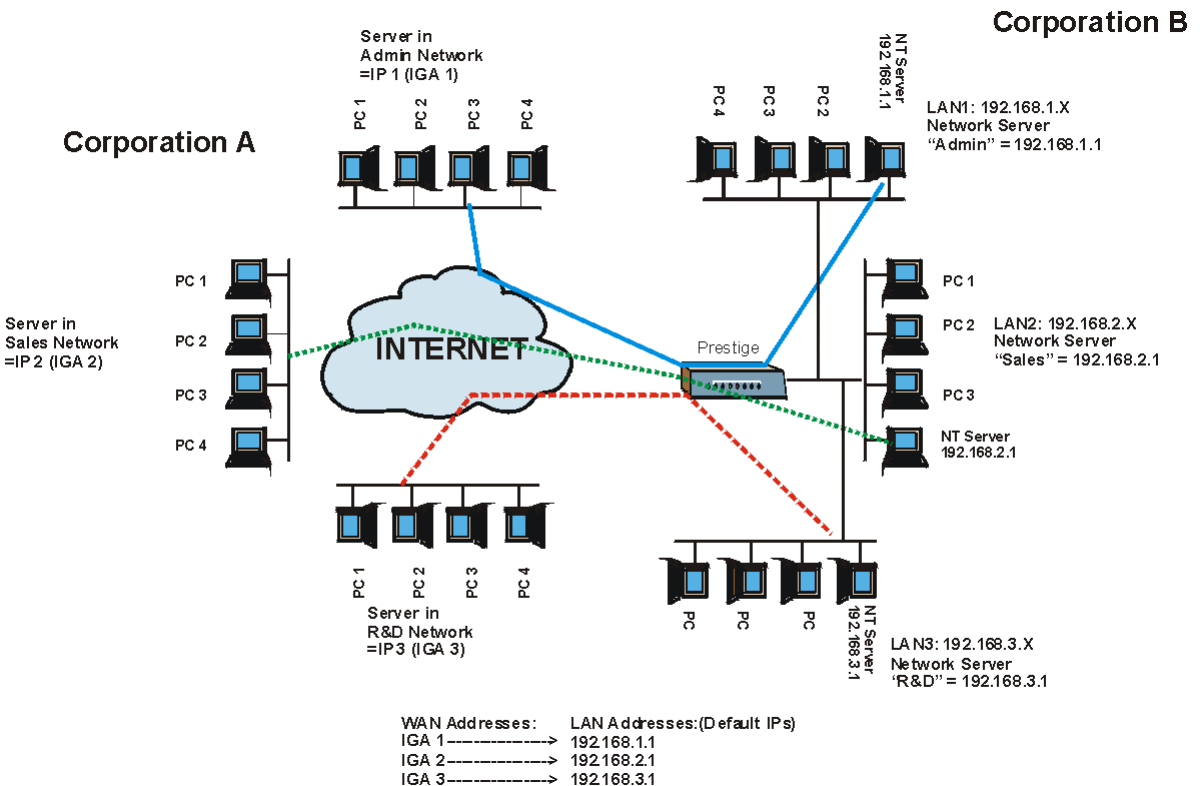 Corporation B
Corporation A
Server in
Admin Network
=IP 1 (IGA 1)
PC 1
PC 2
PC 3
PC 4
PC 4
PC 3
PC 2
NT Server
192.168.1.1
LAN1: 192.168.1.X
Network Server
“Admin” = 192.168.1.1
Server in
Sales Network
=IP 2 (IGA 2)
PC 1
PC 2
PC 3
PC 4
INTERNET
Prestige
PC 1
PC 2
PC 3
NT Server
192.168.2.1
LAN2: 192.168.2.X
Network Server
“Sales” = 192.168.2.1
PC 1
PC 2
PC 3
PC 4
Server in
R&D Network
=IP3 (IGA 3)
PC
PC
PC
NT Server
192.168.3.1
LAN3: 192.168.3.X
Network Server
“R&D” = 192.168.3.1
WAN Addresses: LAN Addresses:(Default IPs)
IGA 1-------------------> 192.168.1.1
IGA 2-------------------> 192.168.2.1
IGA 3-------------------> 192.168.3.1